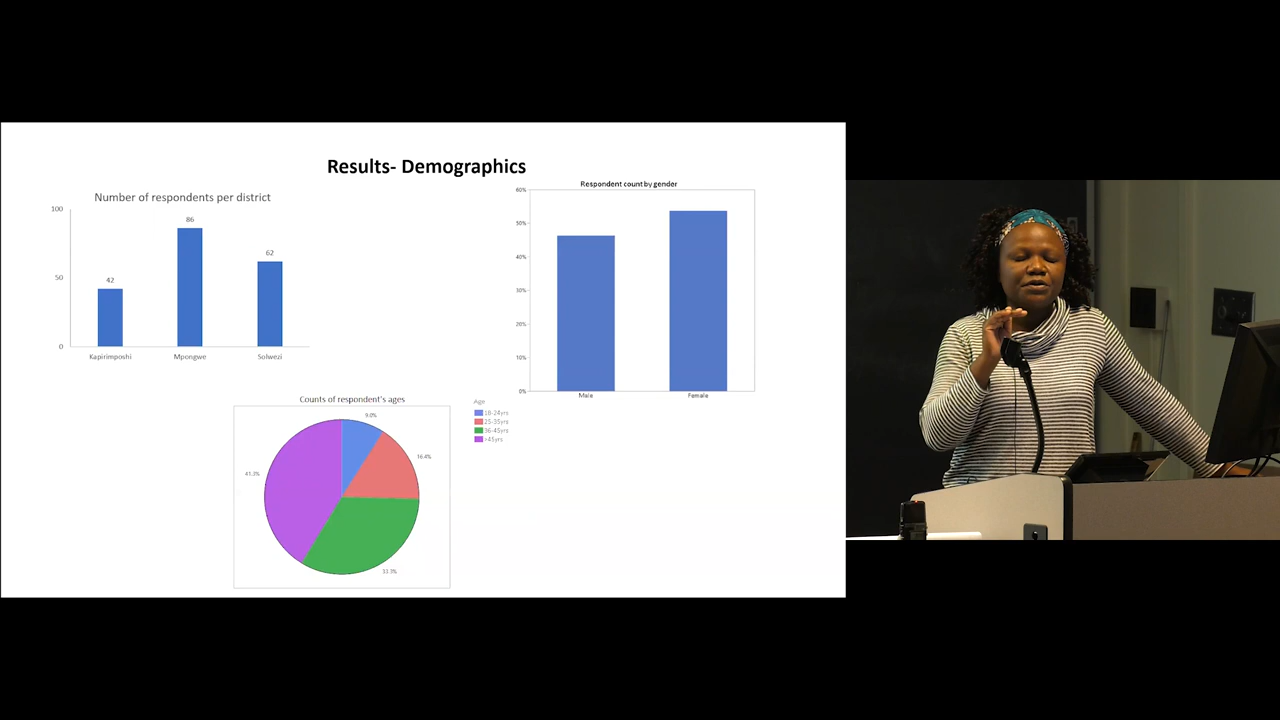 Results- Demographics
Number of respondents per district
100
50
0
42
86
62
Kapirimposhi
Mpongwe
Solwezi
Respondent count by gender
60%
50%
40%
30%
20%
10%
0%
Male
Female
Counts of respondent's ages
9.0%
16.4%
33.3%
41.3%
Age
18-24yrs
25-35yrs
36-45yrs
>45yrs